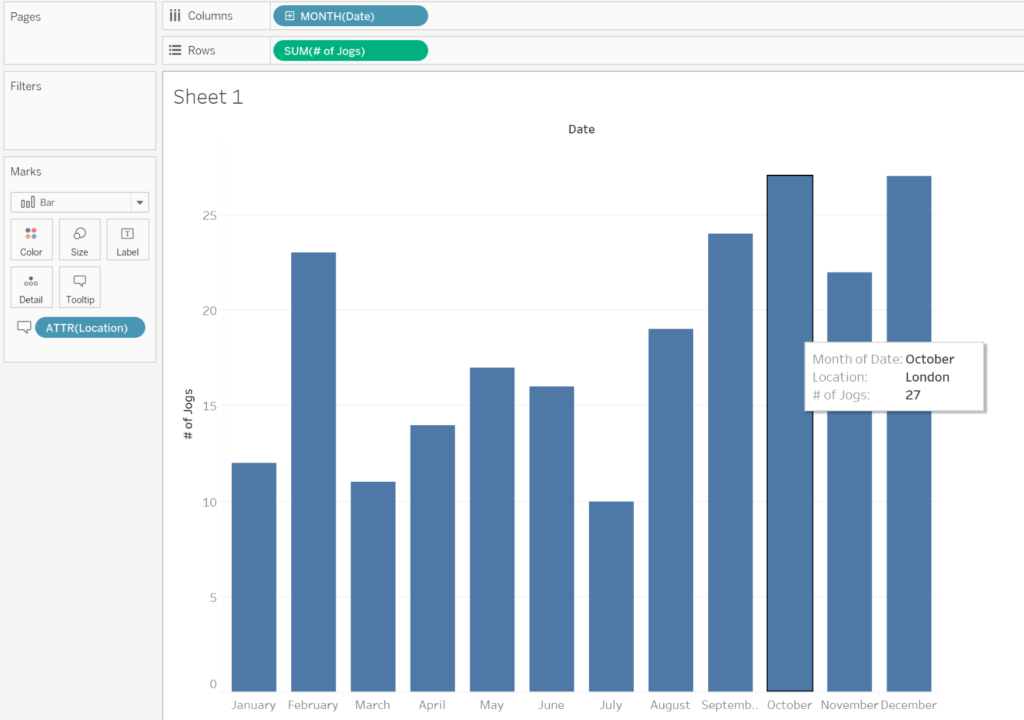 Pages
Columns
MONTH(Date)
Rows
SUM(# of Jogs)
Filters
Marks
Bar
Color
Size
Label
Detail
Tooltip
ATTR(Location)
Sheet 1
Date
# of Jogs
25
20
15
10
5
0
January February March April May June July August Septemb.. October November December
Month of Date: October
Location: London
# of Jogs: 27